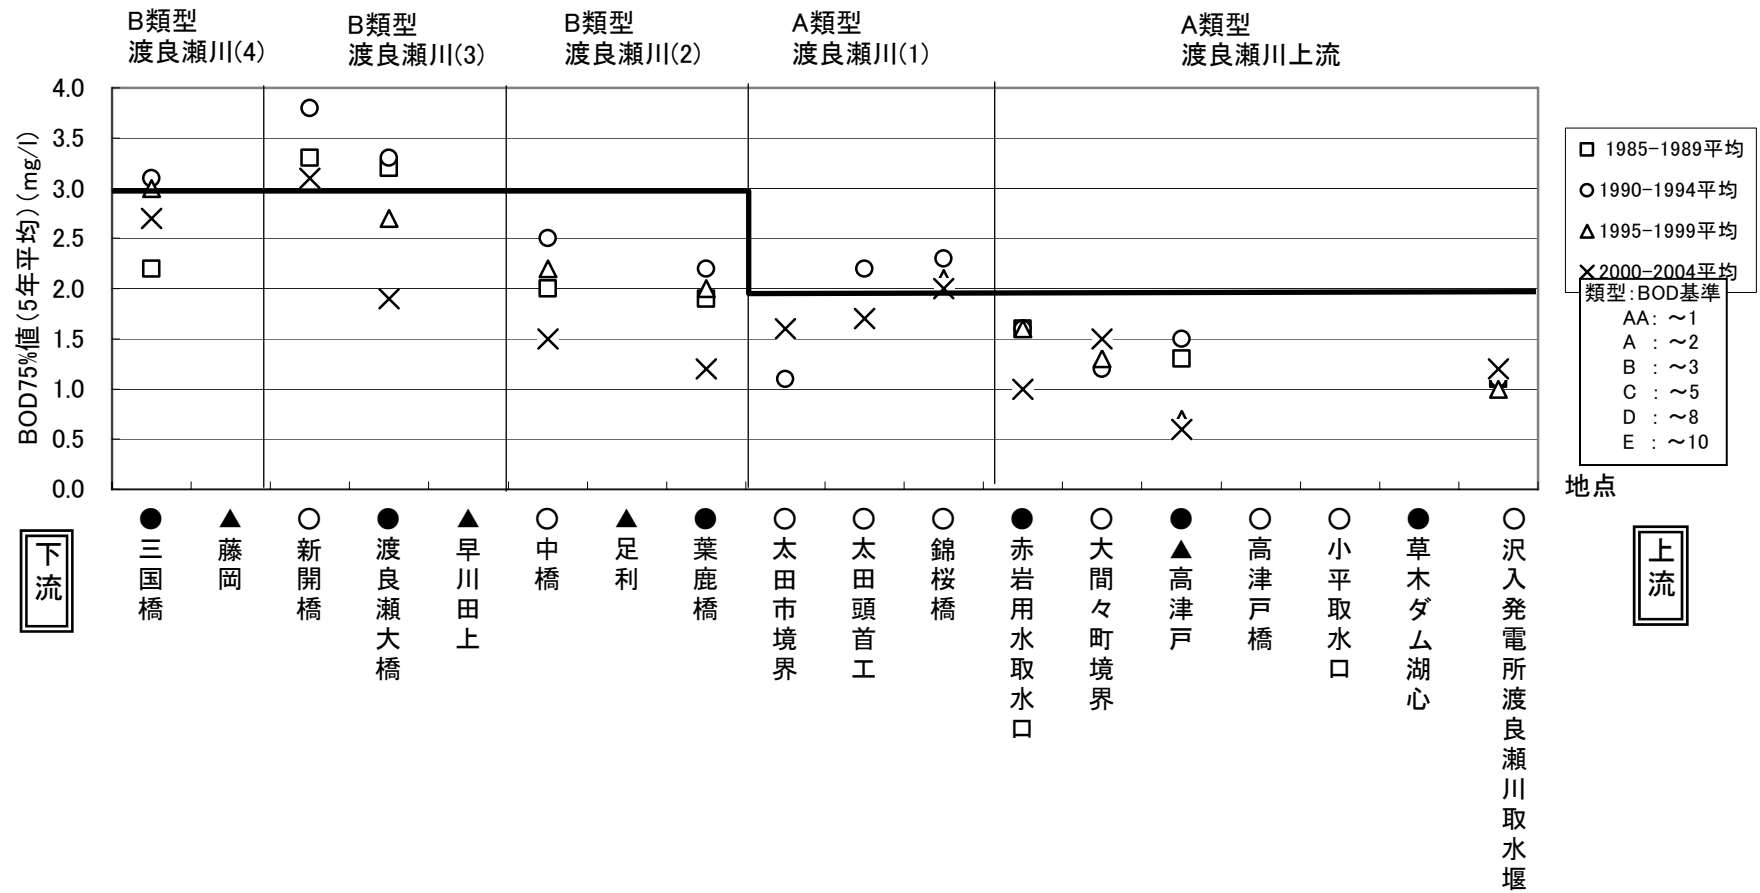 B類型
渡良瀬川(4)
B類型
渡良瀬川(3)
B類型
渡良瀬川(2)
A類型
渡良瀬川(1)
A類型
渡良瀬川上流
BOD75%値(5年平均)(mg/l)
4.0
3.5
3.0
2.5
2.0
1.5
1.0
0.5
0.0
1985-1989平均
1990-1994平均
1995-1999平均
2000-2004平均
類型:BOD基準
AA: ～1
A : ～2
B : ～3
C : ～5
D : ～8
E : ～10
地点
下流
三国橋
藤岡
新開橋
渡良瀬大橋
早川田上
中橋
足利
葉鹿橋
太田市境界
太田頭首工
錦桜橋
赤岩用水取水口
大間々町境界
高津戸
高津戸橋
小平取水口
草木ダム湖心
沢入発電所渡良瀬川取水堰
上流